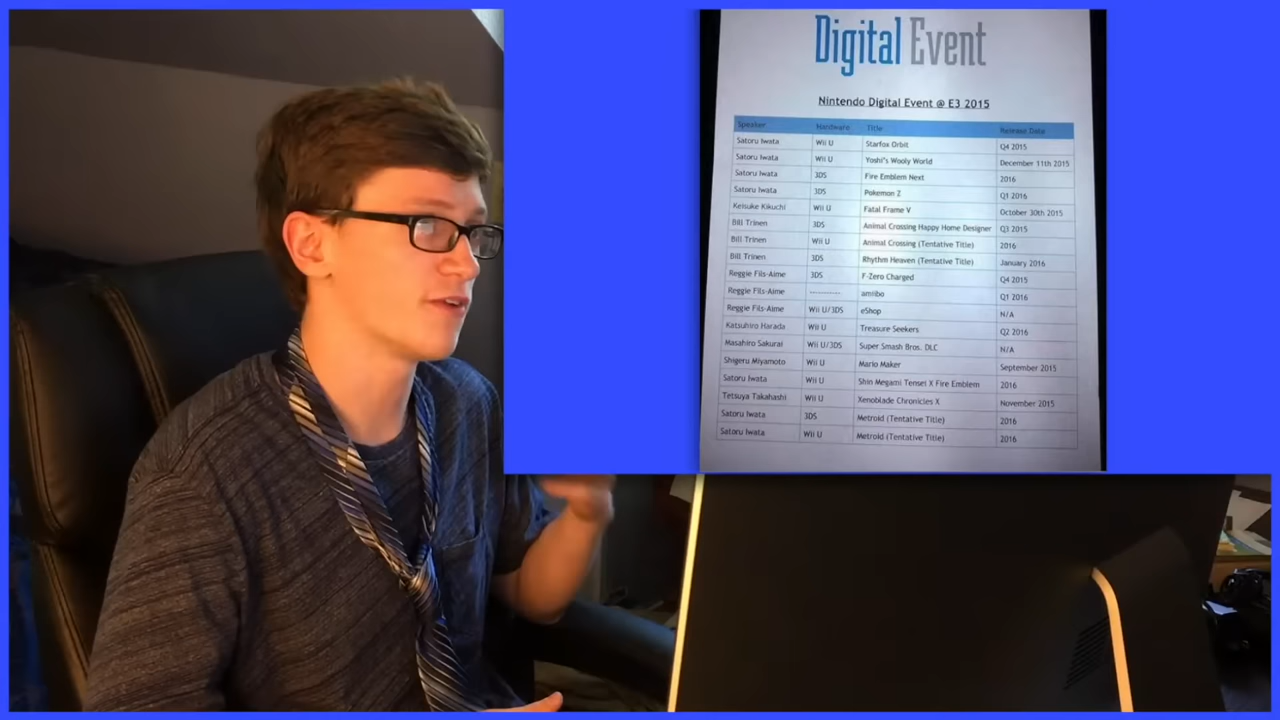 Digital Event
Nintendo Digital Event @ E3 2015
Speaker Hardware Title Release Date
Satoru Iwata Wii U Starfox Orbit Q4 2015
Satoru Iwata Wii U Yoshi's Wooly World December 11th 2015
Satoru Iwata 3DS Fire Emblem Next 2016
Satoru Iwata 3DS Pokemon Z Q1 2016
Keisuke Kikuchi Wii U Fatal Frame V October 30th 2015
Bill Trinen 3DS Animal Crossing Happy Home Designer Q3 2015
Bill Trinen Wii U Animal Crossing (Tentative Title) 2016
Bill Trinen 3DS Rhythm Heaven (Tentative Title) January 2016
Reggie Fils-Aime 3DS F-Zero Charged Q4 2015
Reggie Fils-Aime ------------ amiibo Q1 2016
Reggie Fils-Aime Wii U/3DS eShop N/A
Katsuhiro Harada Wii U Treasure Seekers Q2 2016
Masahiro Sakurai Wii U/3DS Super Smash Bros. DLC N/A
Shigeru Miyamoto Wii U Mario Maker September 2015
Satoru Iwata Wii U Shin Megami Tensei X Fire Emblem 2016
Tetsuya Takahashi Wii U Xenoblade Chronicles X November 2015
Satoru Iwata 3DS Metroid (Tentative Title) 2016
Satoru Iwata Wii U Metroid (Tentative Title) 2016